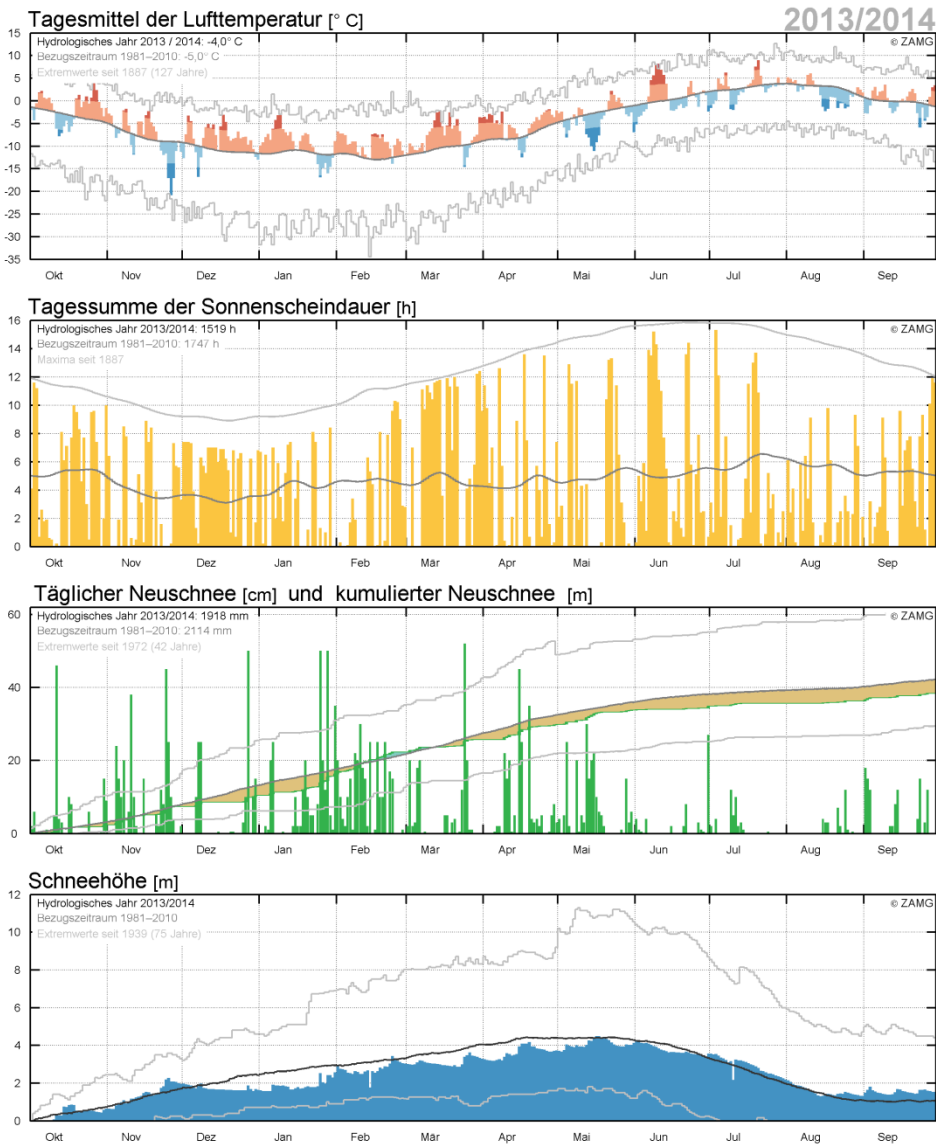 2013/2014
Tagesmittel der Lufttemperatur [° C]
15
10
5
0
-5
-10
-15
-20
-25
-30
-35
Hydrologisches Jahr 2013 / 2014: -4,0° C
Bezugszeitraum 1981–2010: -5,0° C
Extremwerte seit 1887 (127 Jahre)
© ZAMG
Okt Nov Dez Jan Feb Mär Apr Mai Jun Jul Aug Sep
Tagessumme der Sonnenscheindauer [h]
16
14
12
10
8
6
4
2
0
Hydrologisches Jahr 2013/2014: 1519 h
Bezugszeitraum 1981–2010: 1747 h
Maxima seit 1887
© ZAMG
Okt Nov Dez Jan Feb Mär Apr Mai Jun Jul Aug Sep
Täglicher Neuschnee [cm] und kumulierter Neuschnee [m]
60
40
20
0
Hydrologisches Jahr 2013/2014: 1918 mm
Bezugszeitraum 1981–2010: 2114 mm
Extremwerte seit 1972 (42 Jahre)
© ZAMG
Okt Nov Dez Jan Feb Mär Apr Mai Jun Jul Aug Sep
Schneehöhe [m]
12
10
8
6
4
2
0
Hydrologisches Jahr 2013/2014
Bezugszeitraum 1981–2010
Extremwerte seit 1939 (75 Jahre)
© ZAMG
Okt Nov Dez Jan Feb Mär Apr Mai Jun Jul Aug Sep